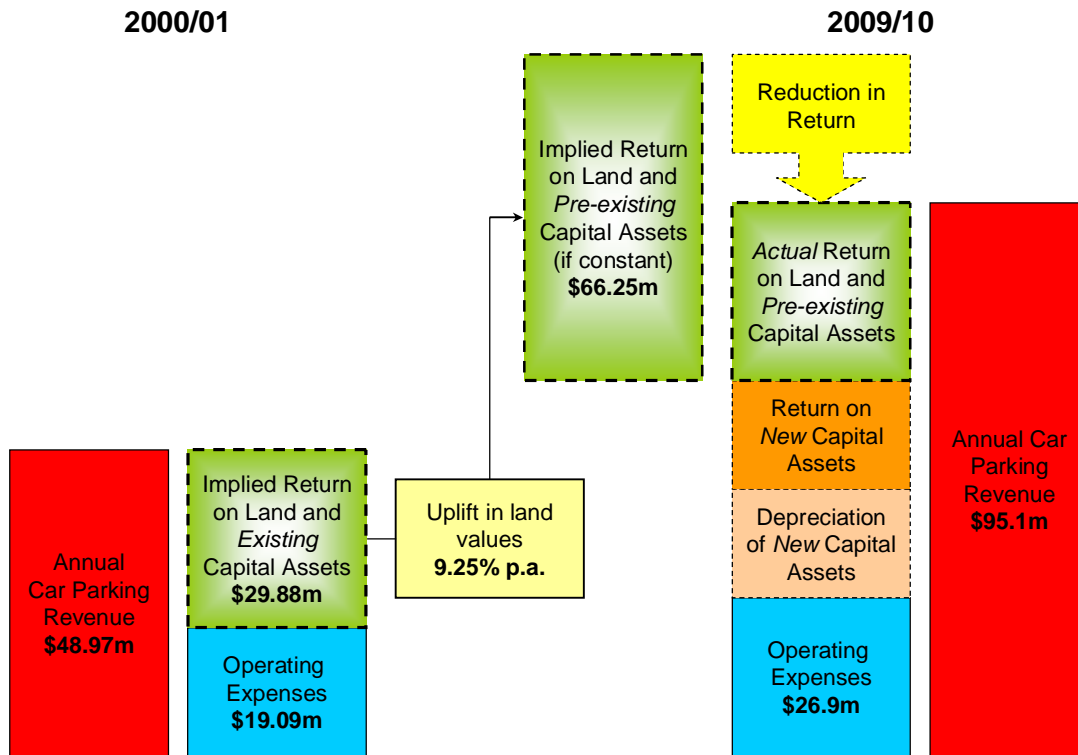 2000/01
2009/10
Annual
Car Parking
Revenue
$48.97m
Implied Return
on Land and
Existing
Capital Assets
$29.88m
Operating
Expenses
$19.09m
Uplift in land
values
9.25% p.a.
Implied Return
on Land and
Pre-existing
Capital Assets
(if constant)
$66.25m
Reduction in
Return
Actual Return
on Land and
Pre-existing
Capital Assets
Return on
New Capital
Assets
Depreciation
of New Capital
Assets
Operating
Expenses
$26.9m
Annual Car
Parking
Revenue
$95.1m